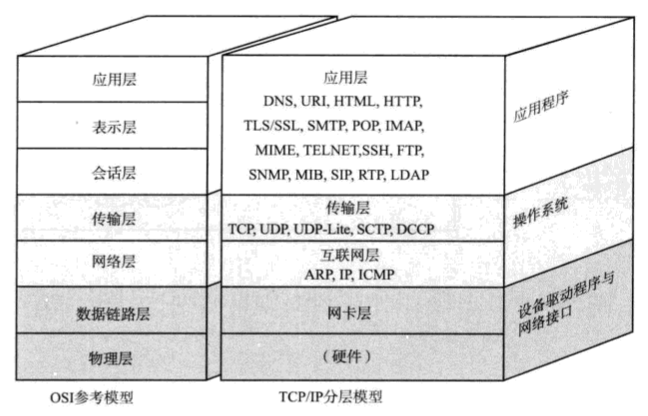 应用层
表示层
会话层
传输层
网络层
数据链路层
物理层
OSI参考模型
应用层
DNS, URI, HTML, HTTP,
TLS/SSL, SMTP, POP, IMAP,
MIME, TELNET,SSH, FTP,
SNMP, MIB, SIP, RTP, LDAP
传输层
TCP, UDP, UDP-Lite, SCTP, DCCP
互联网层
ARP, IP, ICMP
网卡层
（硬件）
TCP/IP分层模型
应用程序
操作系统
设备驱动程序与
网络接口